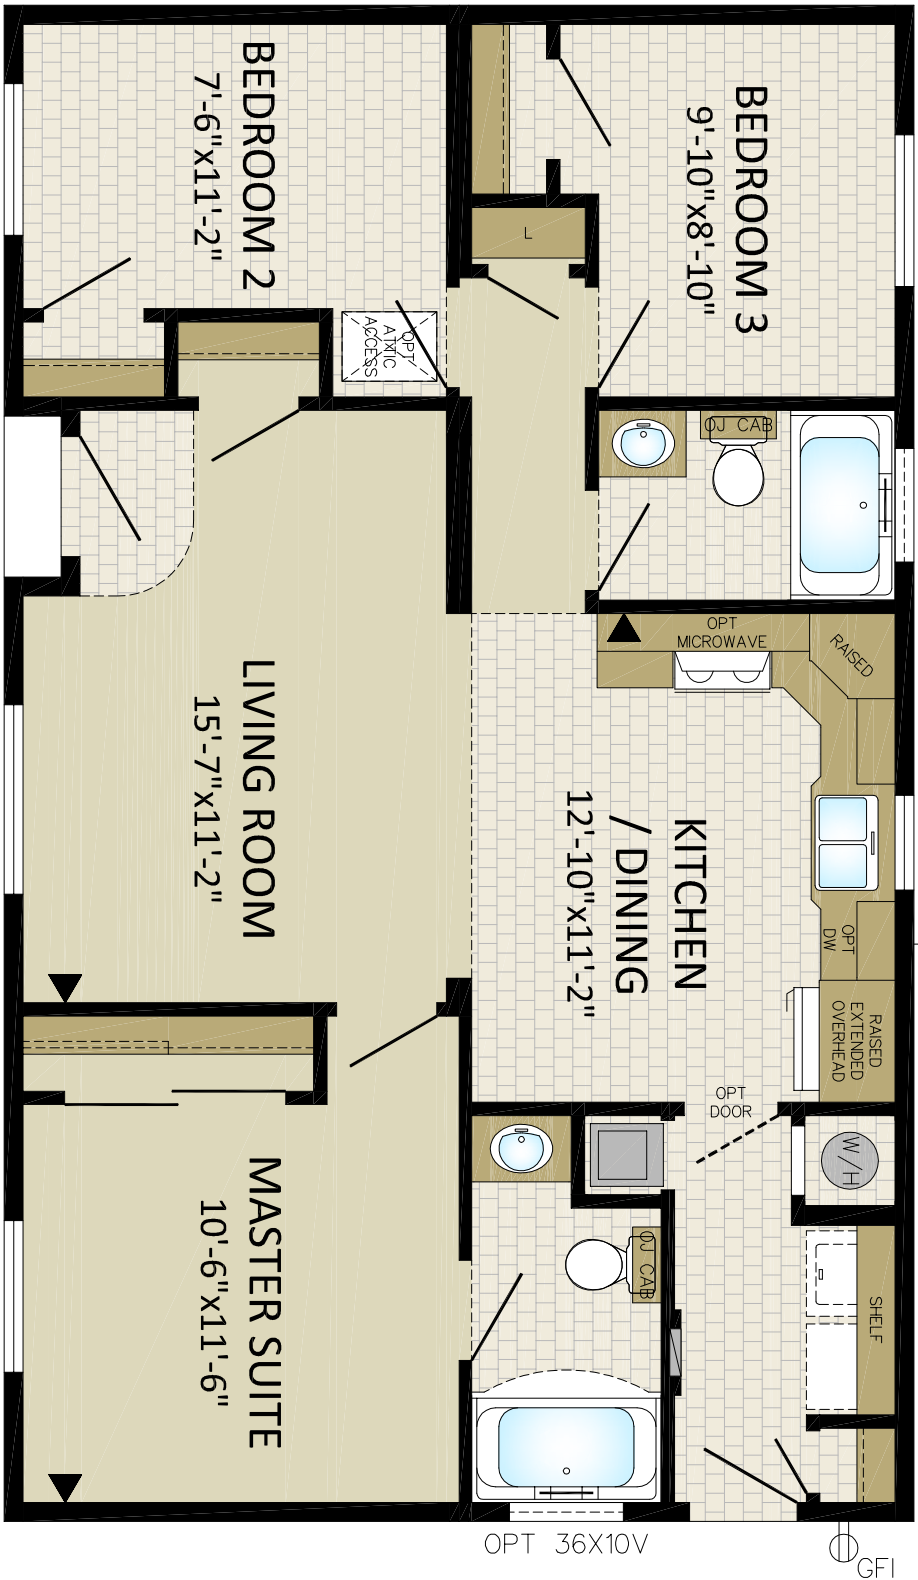 BEDROOM 2
7'-6"x11'-2"
BEDROOM 3
9'-10"x8'-10"
L
OPT
ATTIC
ACCESS
OJ CAB
OPT
MICROWAVE
RAISED
LIVING ROOM
15'-7"x11'-2"
KITCHEN
/ DINING
12'-10"x11'-2"
OPT
DW
RAISED
EXTENDED
OVERHEAD
OPT
DOOR
W/H
MASTER SUITE
10'-6"x11'-6"
OJ CAB
SHELF
OPT 36X10V
GFI